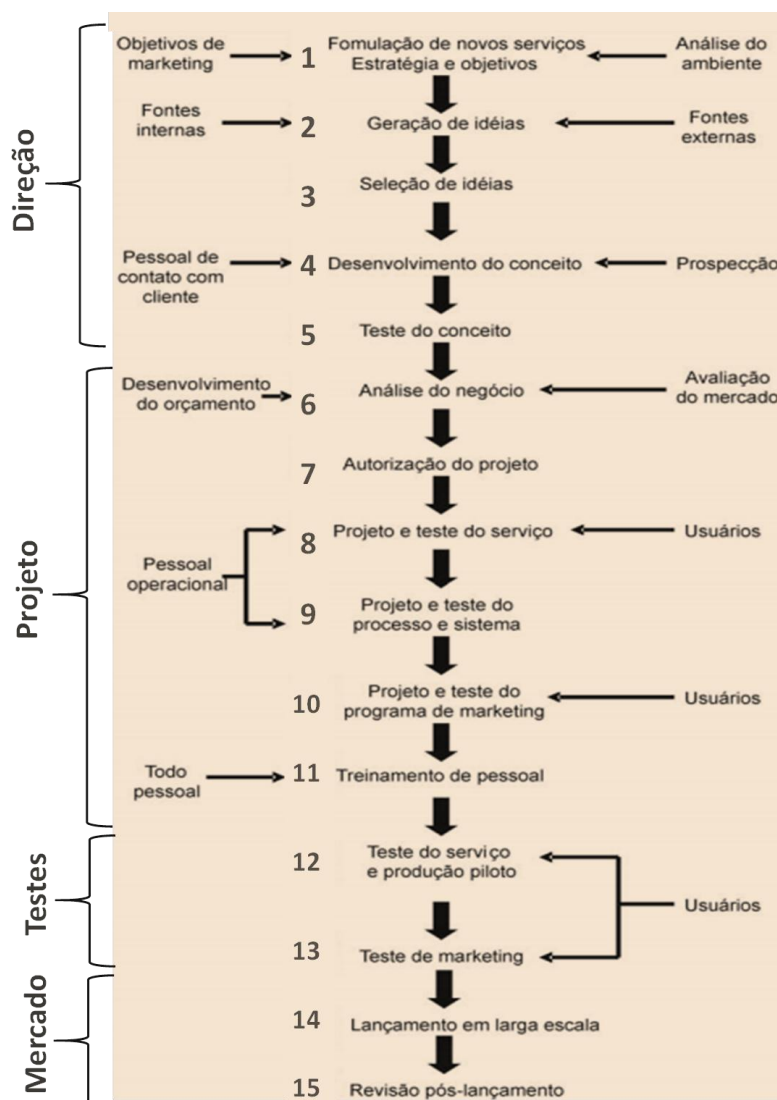 Direção
Objetivos de
marketing
1
Fomulação de novos serviços
Estratégia e objetivos
Análise do
ambiente
Fontes
internas
2
Geração de idéias
Fontes
externas
3
Seleção de idéias
Pessoal de
contato com
cliente
4
Desenvolvimento do conceito
Prospecção
5
Teste do conceito
Projeto
Desenvolvimento
do orçamento
6
Análise do negócio
Avaliação
do mercado
7
Autorização do projeto
Pessoal
operacional
8
Projeto e teste do serviço
Usuários
9
Projeto e teste do
processo e sistema
10
Projeto e teste do
programa de marketing
Usuários
Todo
pessoal
11
Treinamento de pessoal
Testes
12
Teste do serviço
e produção piloto
Usuários
13
Teste de marketing
Mercado
14
Lançamento em larga escala
15
Revisão pós-lançamento